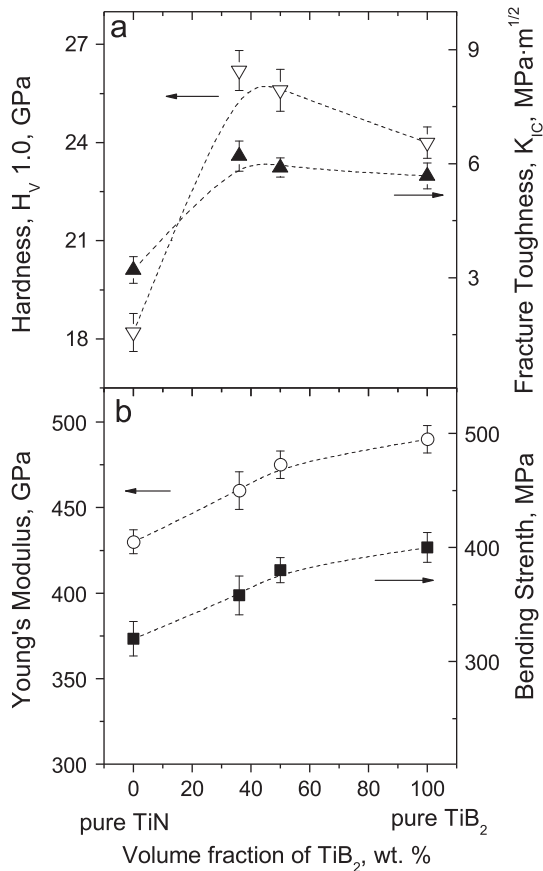 a
27
24
21
18
Hardness, H_V 1.0, GPa
9
6
3
Fracture Toughness, K_IC, MPa·m^1/2
b
500
450
400
350
300
Young's Modulus, GPa
500
400
300
Bending Strenth, MPa
0 20 40 60 80 100
pure TiN pure TiB₂
Volume fraction of TiB₂, wt. %